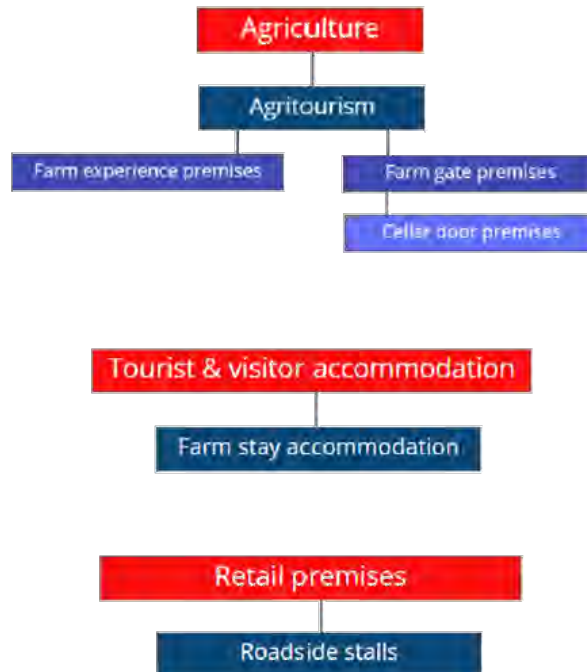 Agriculture
Agritourism
Farm experience premises
Farm gate premises
Cellar door premises
Tourist & visitor accommodation
Farm stay accommodation
Retail premises
Roadside stalls